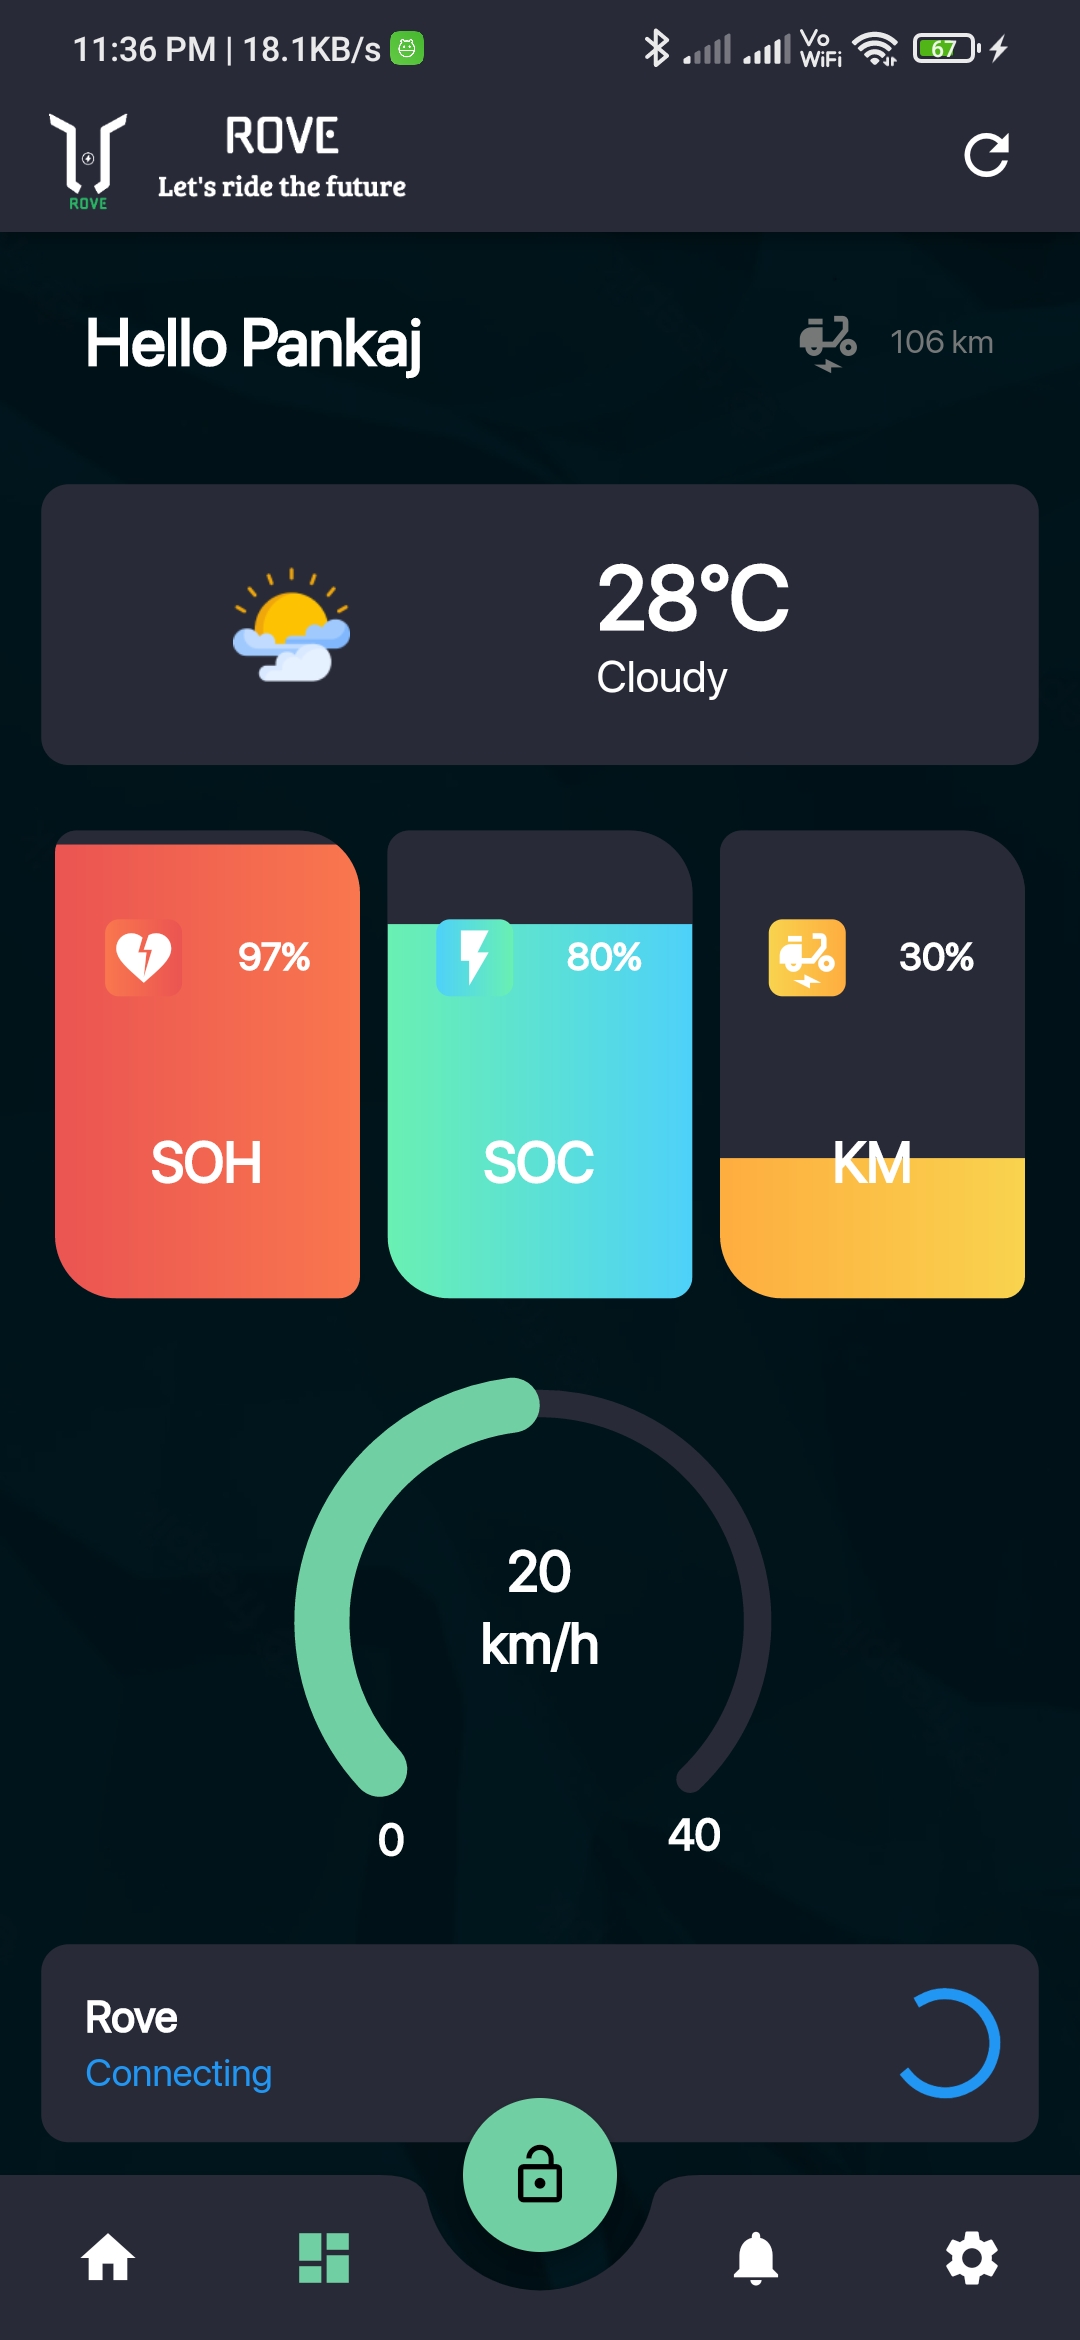 11:36 PM | 18.1KB/s
Vo
WiFi
67
ROVE
Let's ride the future
ROVE
Hello Pankaj
106 km
28°C
Cloudy
97%
80%
30%
SOH
SOC
KM
20
km/h
0
40
Rove
Connecting